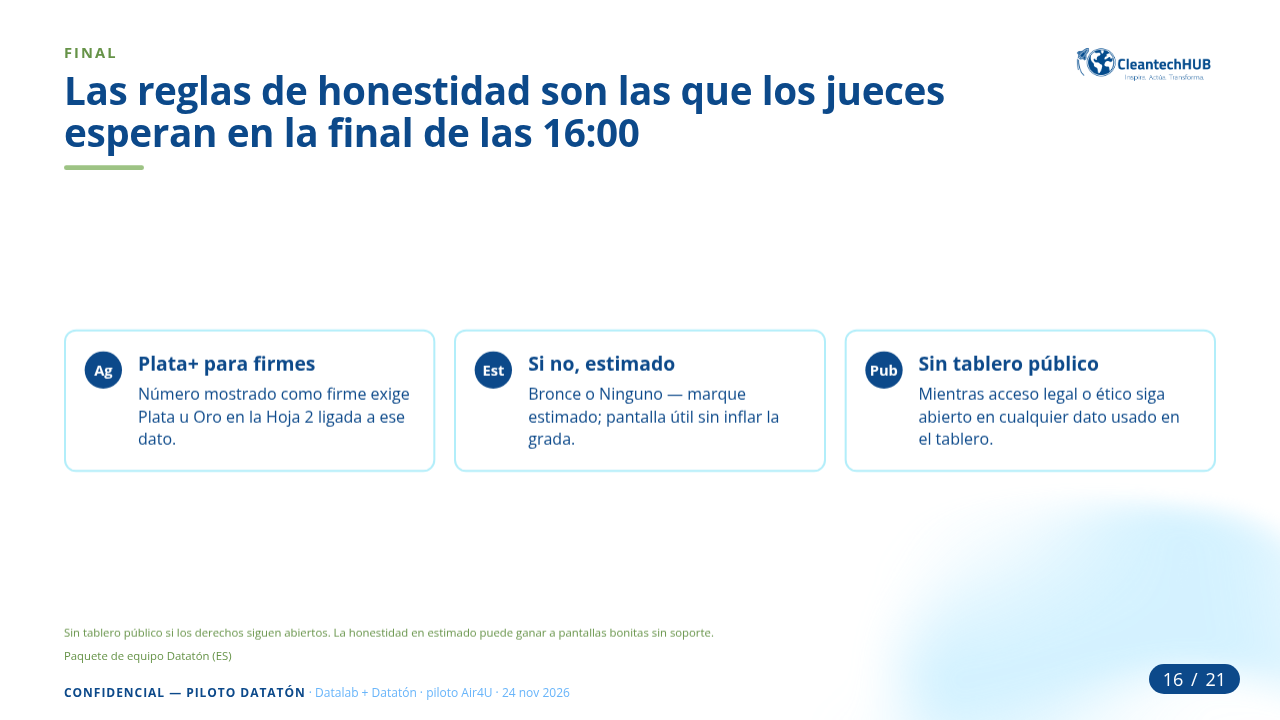 FINAL
Las reglas de honestidad son las que los jueces
esperan en la final de las 16:00
CleantechHUB
Inspira. Actúa. Transforma.
Ag
Plata+ para firmes
Número mostrado como firme exige
Plata u Oro en la Hoja 2 ligada a ese
dato.
Est
Si no, estimado
Bronce o Ninguno — marque
estimado; pantalla útil sin inflar la
grada.
Pub
Sin tablero público
Mientras acceso legal o ético siga
abierto en cualquier dato usado en
el tablero.
Sin tablero público si los derechos siguen abiertos. La honestidad en estimado puede ganar a pantallas bonitas sin soporte.
Paquete de equipo Datatón (ES)
CONFIDENCIAL — PILOTO DATATÓN · Datalab + Datatón · piloto Air4U · 24 nov 2026
16 / 21